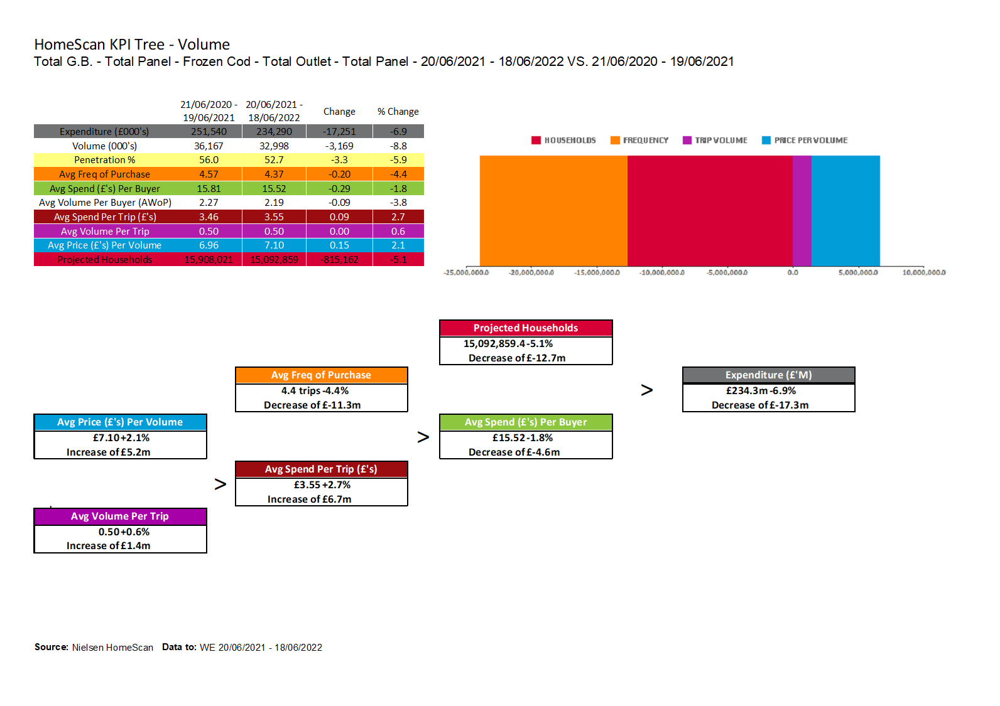 HomeScan KPI Tree - Volume
Total G.B. - Total Panel - Frozen Cod - Total Outlet - Total Panel - 20/06/2021 - 18/06/2022 VS. 21/06/2020 - 19/06/2021
21/06/2020 - 20/06/2021 -
19/06/2021 18/06/2022 Change % Change
Expenditure (£000's) 251,540 234,290 -17,251 -6.9
Volume (000's) 36,167 32,998 -3,169 -8.8
Penetration % 56.0 52.7 -3.3 -5.9
Avg Freq of Purchase 4.57 4.37 -0.20 -4.4
Avg Spend (£'s) Per Buyer 15.81 15.52 -0.29 -1.8
Avg Volume Per Buyer (AWoP) 2.27 2.19 -0.09 -3.8
Avg Spend Per Trip (£'s) 3.46 3.55 0.09 2.7
Avg Volume Per Trip 0.50 0.50 0.00 0.6
Avg Price (£'s) Per Volume 6.96 7.10 0.15 2.1
Projected Households 15,908,021 15,092,859 -815,162 -5.1
HOUSEHOLDS FREQUENCY TRIP VOLUME PRICE PER VOLUME
-25,000,000.0 -20,000,000.0 -15,000,000.0 -10,000,000.0 -5,000,000.0 0.0 5,000,000.0 10,000,000.0
Projected Households
15,092,859.4 -5.1%
Decrease of £-12.7m
Avg Freq of Purchase
4.4 trips -4.4%
Decrease of £-11.3m
>
Expenditure (£'M)
£234.3m -6.9%
Decrease of £-17.3m
Avg Price (£'s) Per Volume
£7.10 +2.1%
Increase of £5.2m
>
Avg Spend (£'s) Per Buyer
£15.52 -1.8%
Decrease of £-4.6m
>
Avg Spend Per Trip (£'s)
£3.55 +2.7%
Increase of £6.7m
Avg Volume Per Trip
0.50 +0.6%
Increase of £1.4m
Source: Nielsen HomeScan Data to: WE 20/06/2021 - 18/06/2022